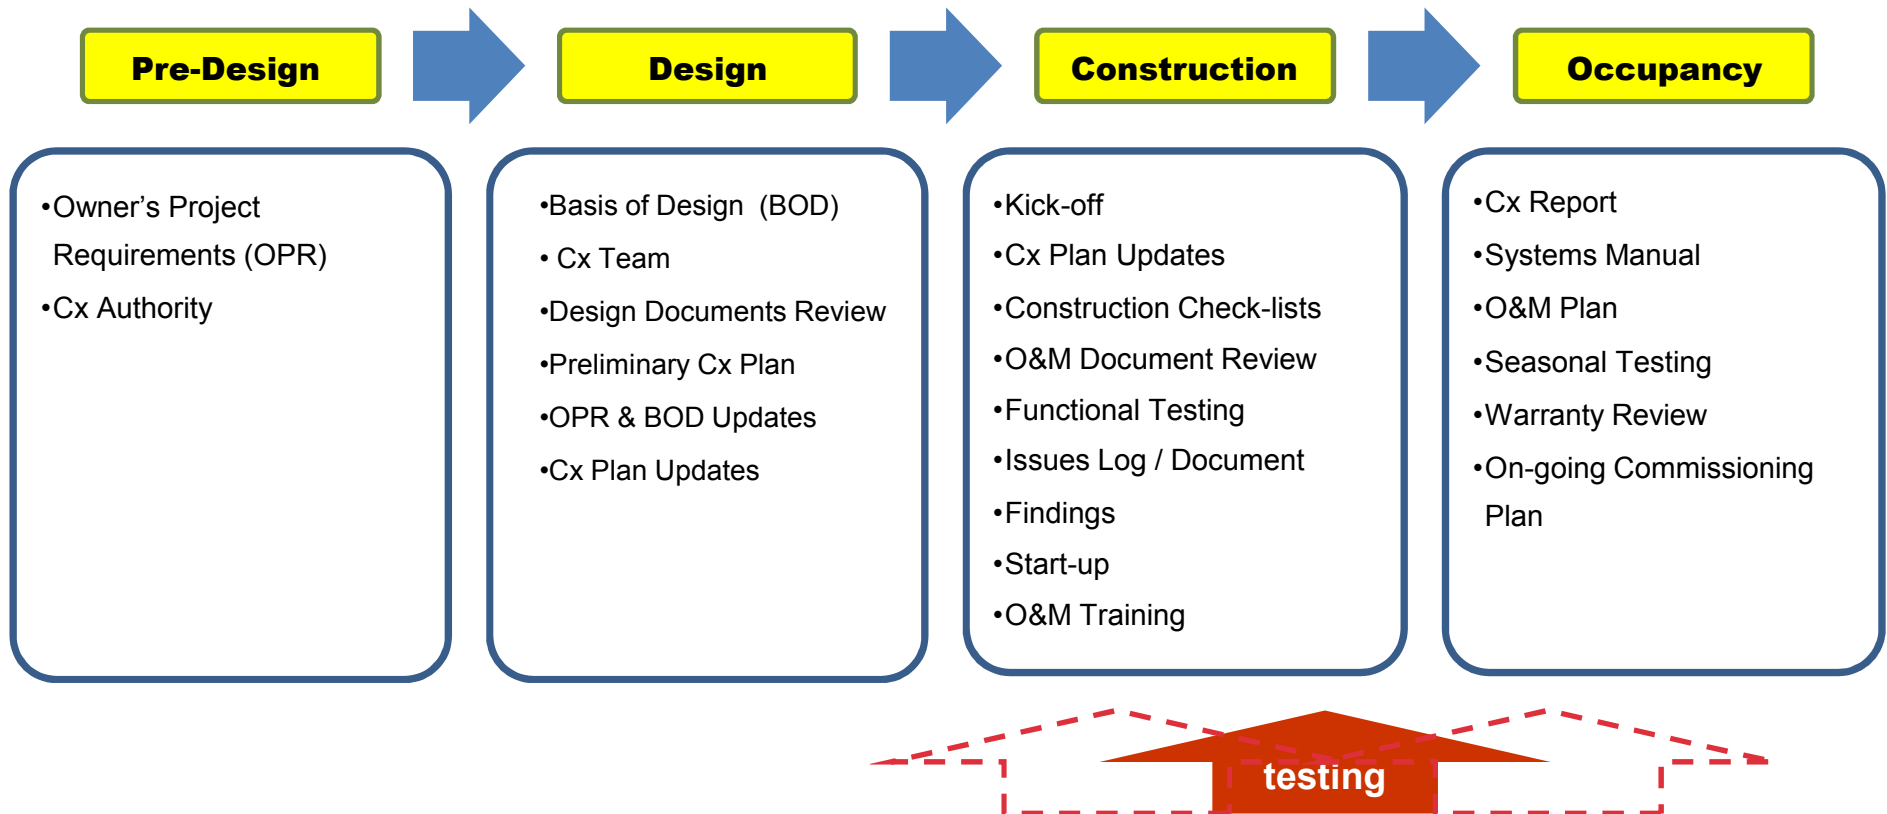 Pre-Design
Design
Construction
Occupancy
•Owner’s Project
Requirements (OPR)
•Cx Authority
•Basis of Design (BOD)
• Cx Team
•Design Documents Review
•Preliminary Cx Plan
•OPR & BOD Updates
•Cx Plan Updates
•Kick-off
•Cx Plan Updates
•Construction Check-lists
•O&M Document Review
•Functional Testing
•Issues Log / Document
•Findings
•Start-up
•O&M Training
•Cx Report
•Systems Manual
•O&M Plan
•Seasonal Testing
•Warranty Review
•On-going Commissioning
Plan
testing